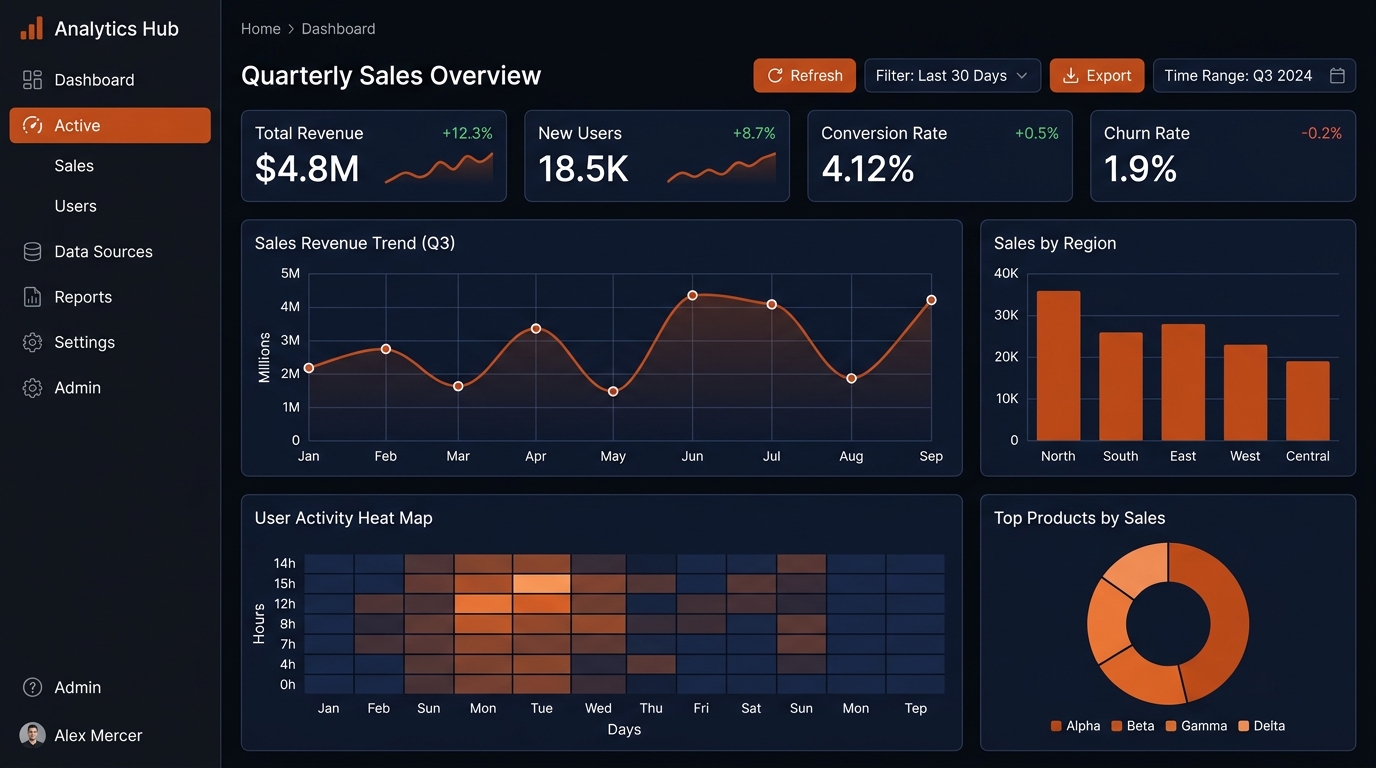 Analytics Hub
Dashboard
Active
Sales
Users
Data Sources
Reports
Settings
Admin
Admin
Alex Mercer
Home > Dashboard
Quarterly Sales Overview
Refresh
Filter: Last 30 Days
Export
Time Range: Q3 2024
Total Revenue +12.3%
$4.8M
New Users +8.7%
18.5K
Conversion Rate +0.5%
4.12%
Churn Rate -0.2%
1.9%
Sales Revenue Trend (Q3)
Millions
5M
4M
3M
2M
1M
0
Jan Feb Mar Apr May Jun Jul Aug Sep
Sales by Region
40K
30K
20K
10K
0
North South East West Central
User Activity Heat Map
Hours
14h
15h
12h
8h
7h
4h
0h
Jan Feb Sun Mon Tue Wed Thu Fri Sat Sun Mon Tep
Days
Top Products by Sales
Alpha Beta Gamma Delta